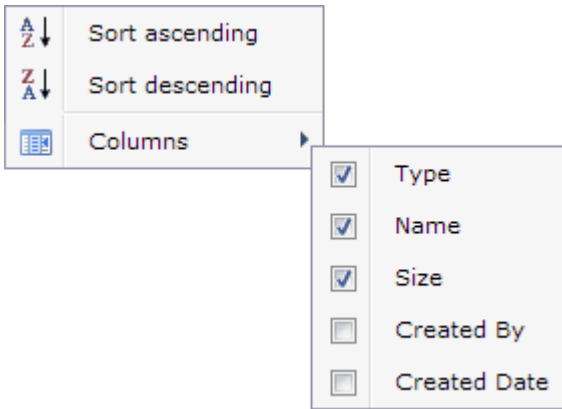 Sort ascending
Sort descending
Columns
Type
Name
Size
Created By
Created Date